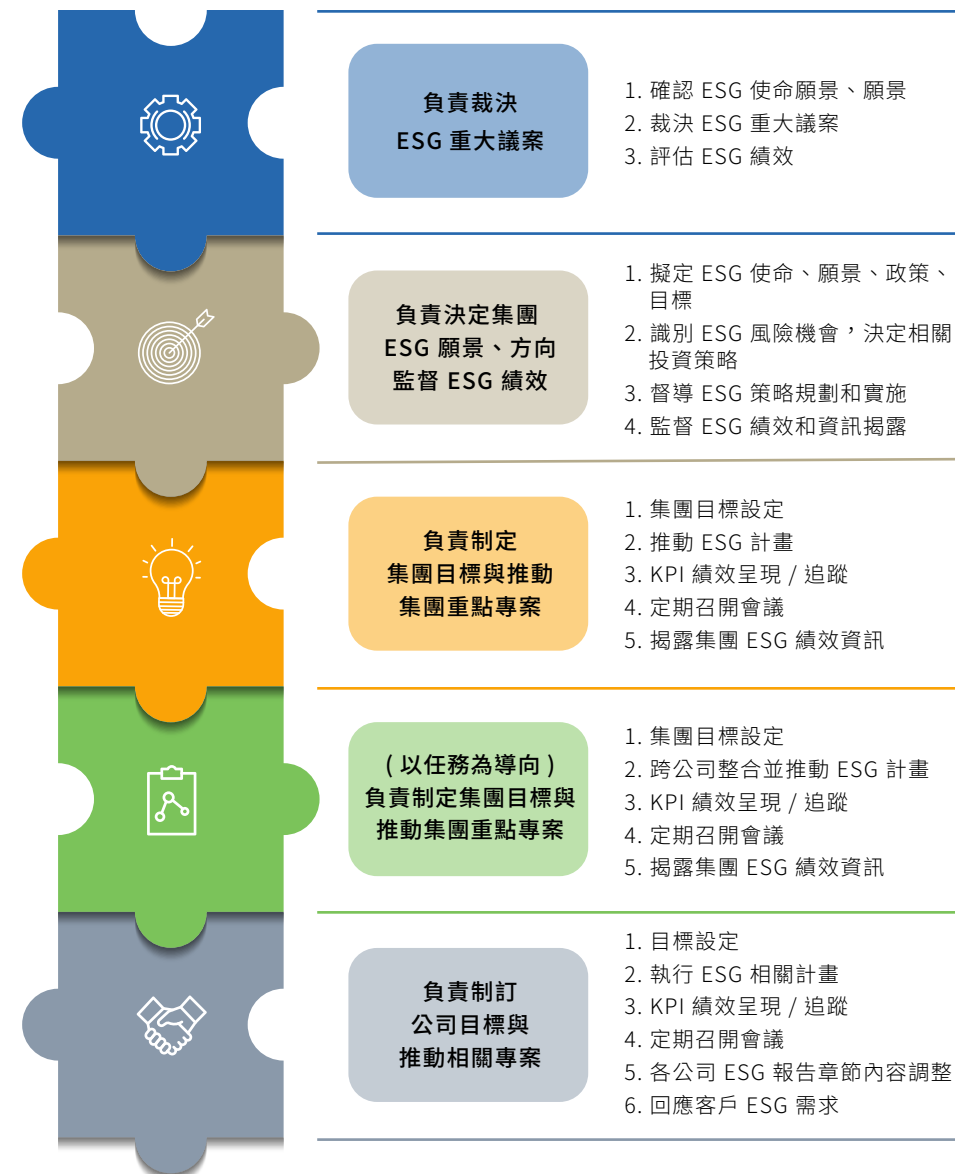 負責裁決
ESG 重大議案
1. 確認 ESG 使命願景、願景
2. 裁決 ESG 重大議案
3. 評估 ESG 績效
負責決定集團
ESG 願景、方向
監督 ESG 績效
1. 擬定 ESG 使命、願景、政策、
目標
2. 識別 ESG 風險機會，決定相關
投資策略
3. 督導 ESG 策略規劃和實施
4. 監督 ESG 績效和資訊揭露
負責制定
集團目標與推動
集團重點專案
1. 集團目標設定
2. 推動 ESG 計畫
3. KPI 績效呈現 / 追蹤
4. 定期召開會議
5. 揭露集團 ESG 績效資訊
( 以任務為導向 )
負責制定集團目標與
推動集團重點專案
1. 集團目標設定
2. 跨公司整合並推動 ESG 計畫
3. KPI 績效呈現 / 追蹤
4. 定期召開會議
5. 揭露集團 ESG 績效資訊
負責制訂
公司目標與
推動相關專案
1. 目標設定
2. 執行 ESG 相關計畫
3. KPI 績效呈現 / 追蹤
4. 定期召開會議
5. 各公司 ESG 報告章節內容調整
6. 回應客戶 ESG 需求